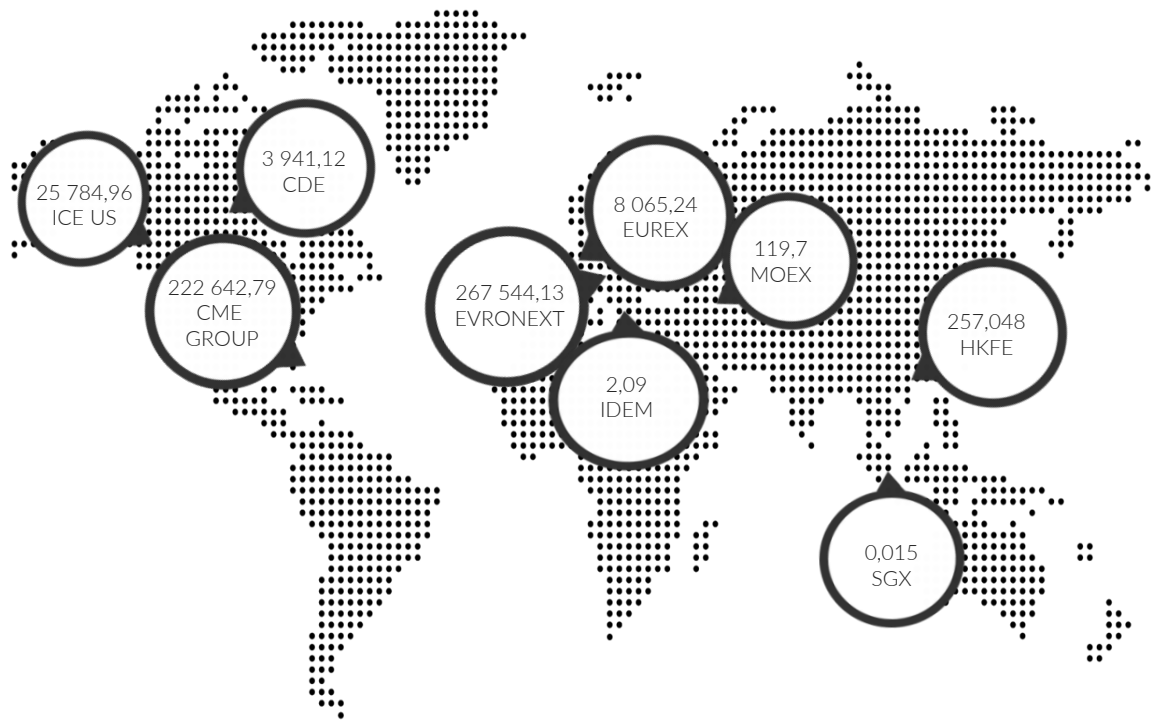 3 941,12
CDE
25 784,96
ICE US
222 642,79
CME
GROUP
8 065,24
EUREX
119,7
MOEX
267 544,13
EVRONEXT
257,048
HKFE
2,09
IDEM
0,015
SGX